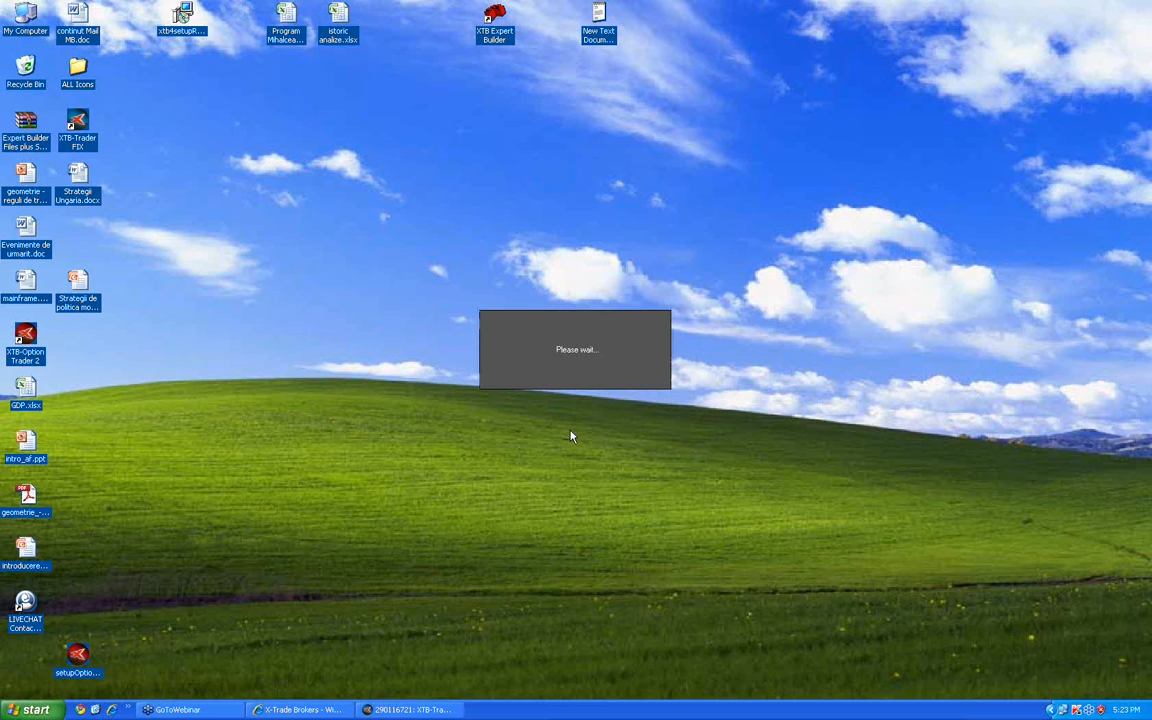 My Computer
continut Mail
MB.doc
xtb4setupR...
Program
Mihalcea...
istoric
analize.xlsx
XTB Expert
Builder
New Text
Docum...
Recycle Bin
ALL Icons
Expert Builder
Files plus S...
XTB-Trader
FIX
geometrie -
reguli de tr...
Strategii
Ungaria.docx
Evenimente de
urmarit.doc
mainframe....
Strategii de
politica mo...
Please wait...
XTB-Option
Trader 2
GDP.xlsx
intro_af.ppt
geometrie_-...
introducere...
LIVECHAT
Contac...
setupOptio...
start
GoToWebinar
X-Trade Brokers - Wi...
290116721: XTB-Tra...
5:23 PM